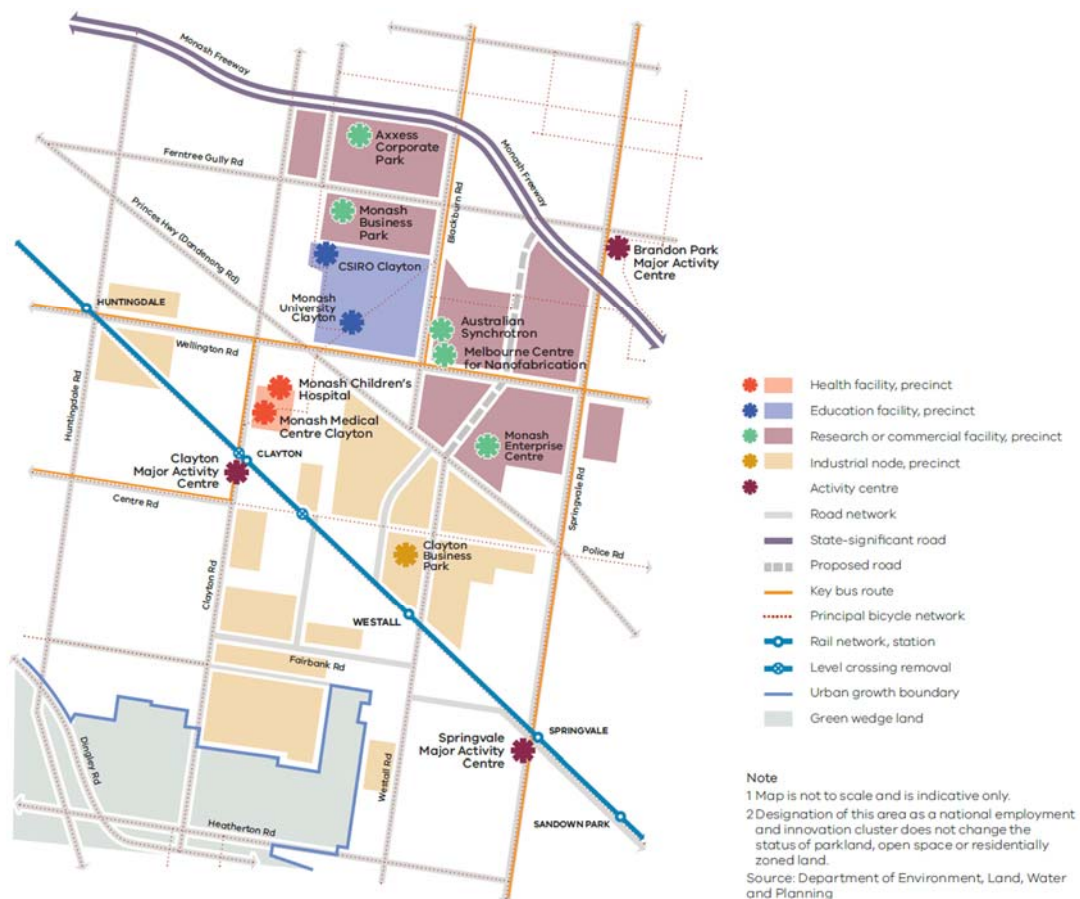 Monash Freeway
Axxess
Corporate
Park
Ferntree Gully Rd
Monash Freeway
Princes Hwy (Dandenong Rd)
Blackburn Rd
Monash
Business
Park
Brandon Park
Major Activity
Centre
CSIRO Clayton
Monash
University
Clayton
HUNTINGDALE
Australian
Synchrotron
Wellington Rd
Melbourne Centre
for Nanofabrication
Huntingdale Rd
Monash Children's
Hospital
Monash Medical
Centre Clayton
Monash
Enterprise
Centre
Clayton
Major Activity
Centre
CLAYTON
Springvale Rd
Centre Rd
Clayton
Business
Park
Police Rd
Clayton Rd
WESTALL
Fairbank Rd
Dingley Rd
Westall Rd
Springvale
Major Activity
Centre
SPRINGVALE
Heatherton Rd
SANDOWN PARK
Health facility, precinct
Education facility, precinct
Research or commercial facility, precinct
Industrial node, precinct
Activity centre
Road network
State-significant road
Proposed road
Key bus route
Principal bicycle network
Rail network, station
Level crossing removal
Urban growth boundary
Green wedge land
Note
1 Map is not to scale and is indicative only.
2 Designation of this area as a national employment
and innovation cluster does not change the
status of parkland, open space or residentially
zoned land.
Source: Department of Environment, Land, Water
and Planning